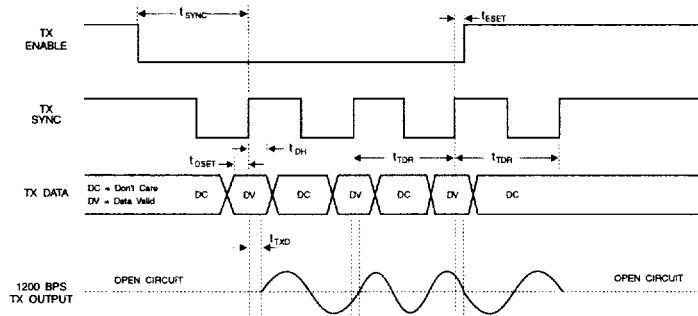 tSYNC
tESET
TX
ENABLE
TX
SYNC
tDH
tDSET
tTDR
tTDR
TX DATA
DC = Don't Care
DV = Data Valid
DC
DV
DC
DV
DC
DV
DC
tTXD
1200 BPS
TX OUTPUT
OPEN CIRCUIT
OPEN CIRCUIT